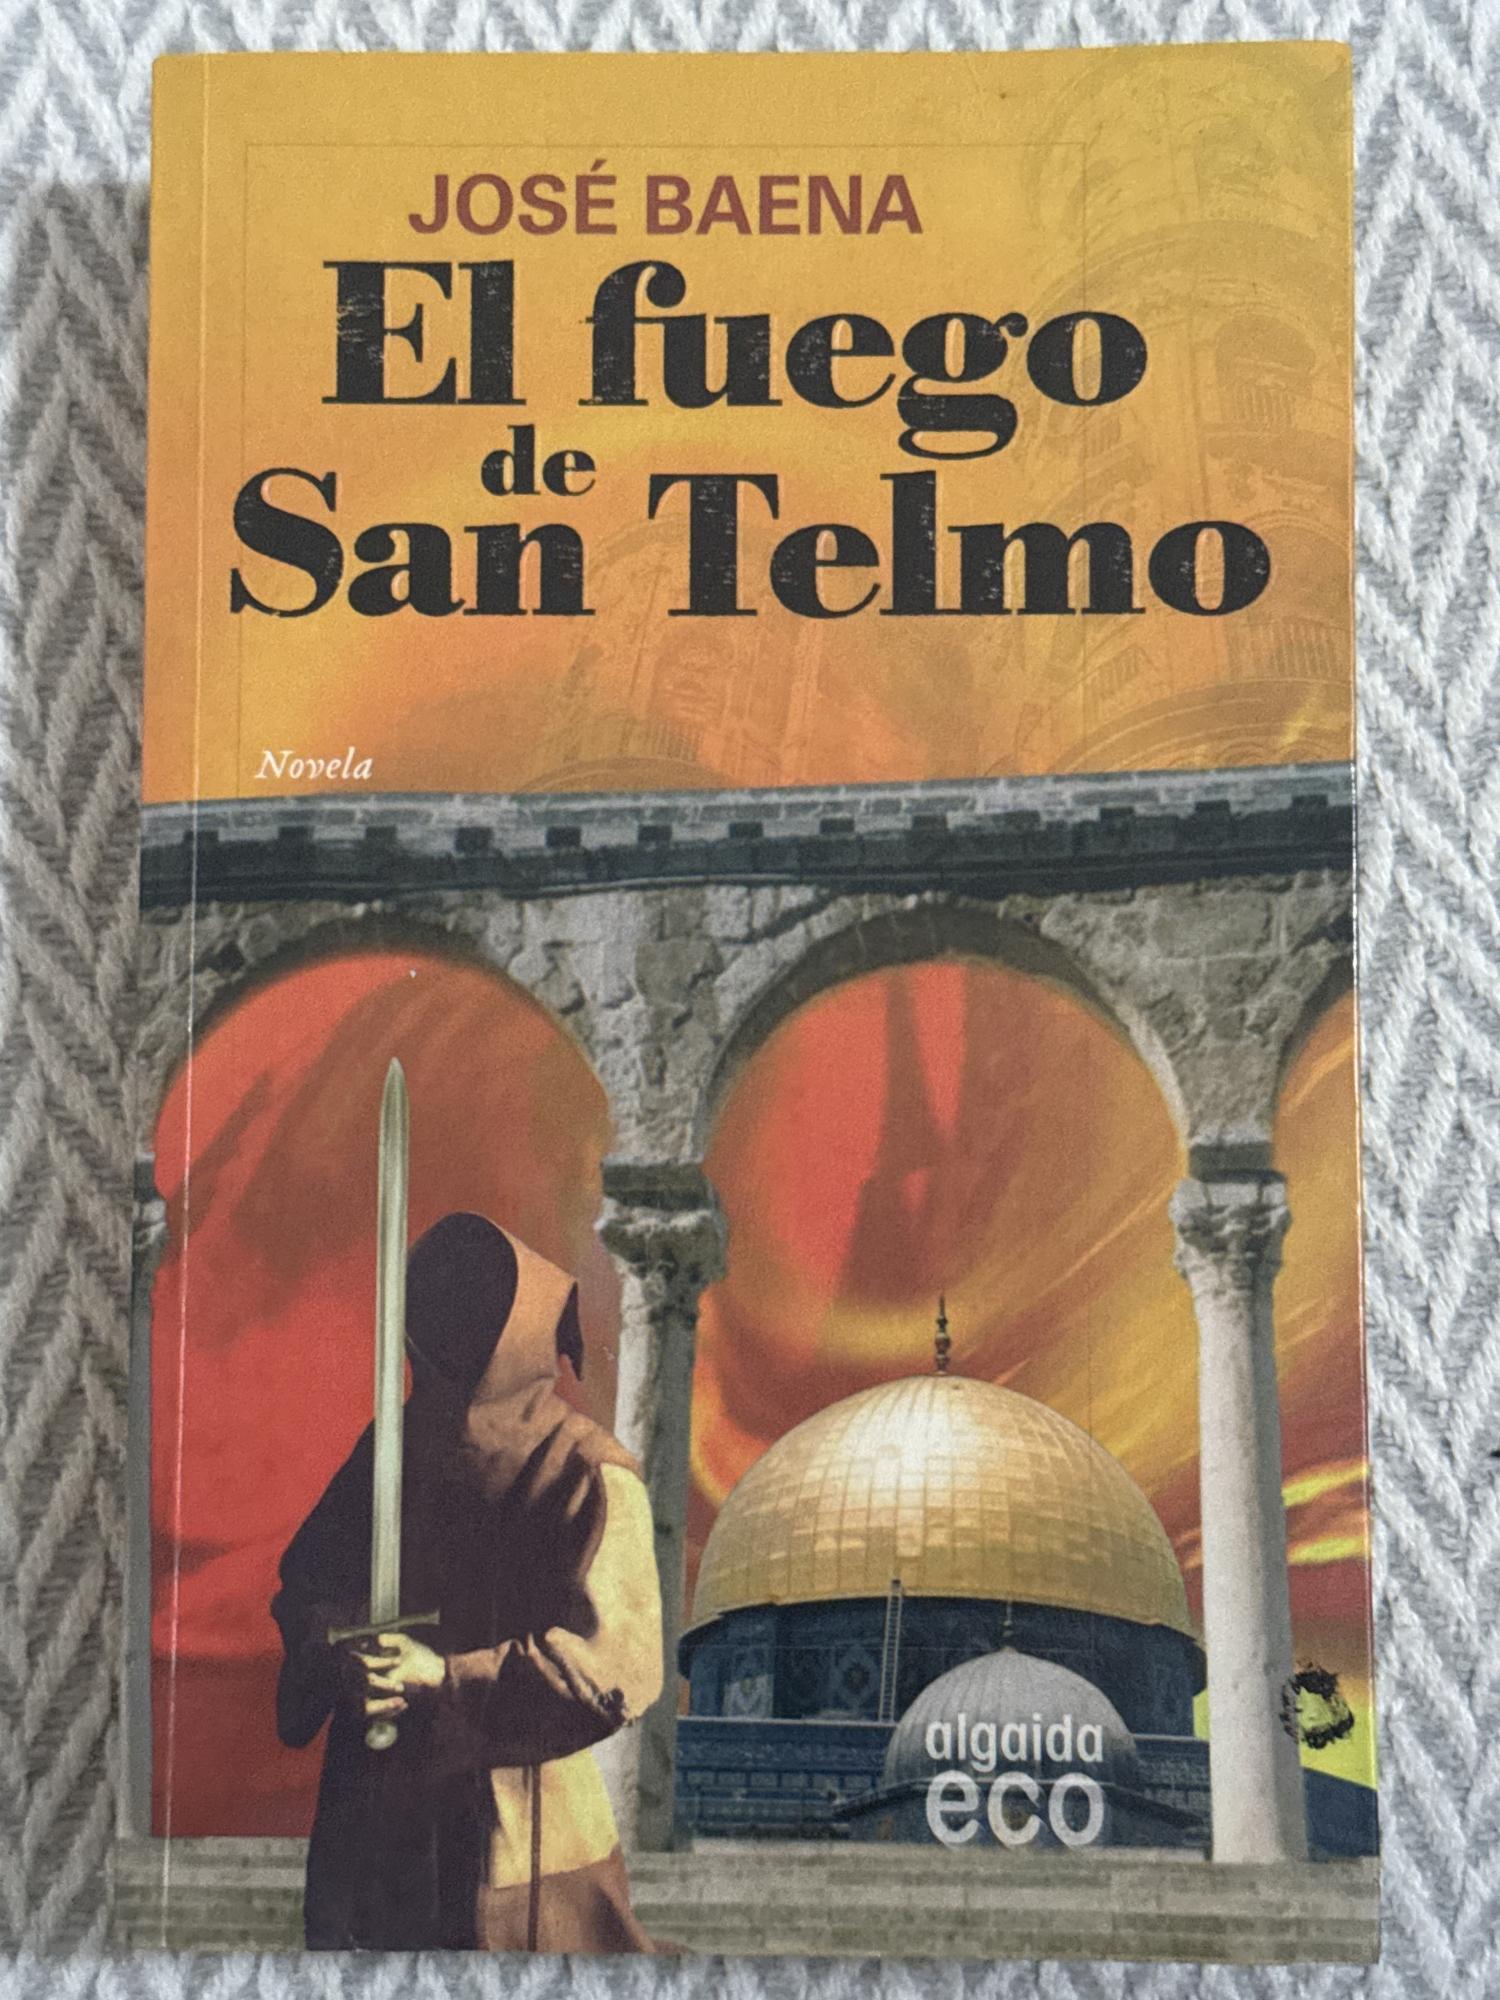 JOSÉ BAENA
El fuego
de
San Telmo
Novela
algaida
eco